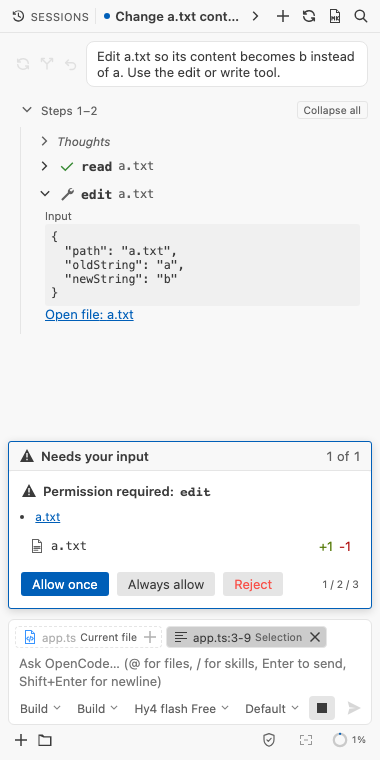 SESSIONS
Change a.txt cont...
Edit a.txt so its content becomes b instead
of a. Use the edit or write tool.
Steps 1–2
Collapse all
Thoughts
read a.txt
edit a.txt
Input
{
"path": "a.txt",
"oldString": "a",
"newString": "b"
}
Open file: a.txt
Needs your input
1 of 1
Permission required: edit
a.txt
a.txt
+1 -1
Allow once
Always allow
Reject
1 / 2 / 3
app.ts Current file
app.ts:3-9 Selection
Ask OpenCode... (@ for files, / for skills, Enter to send,
Shift+Enter for newline)
Build
Build
Hy4 flash Free
Default
1%